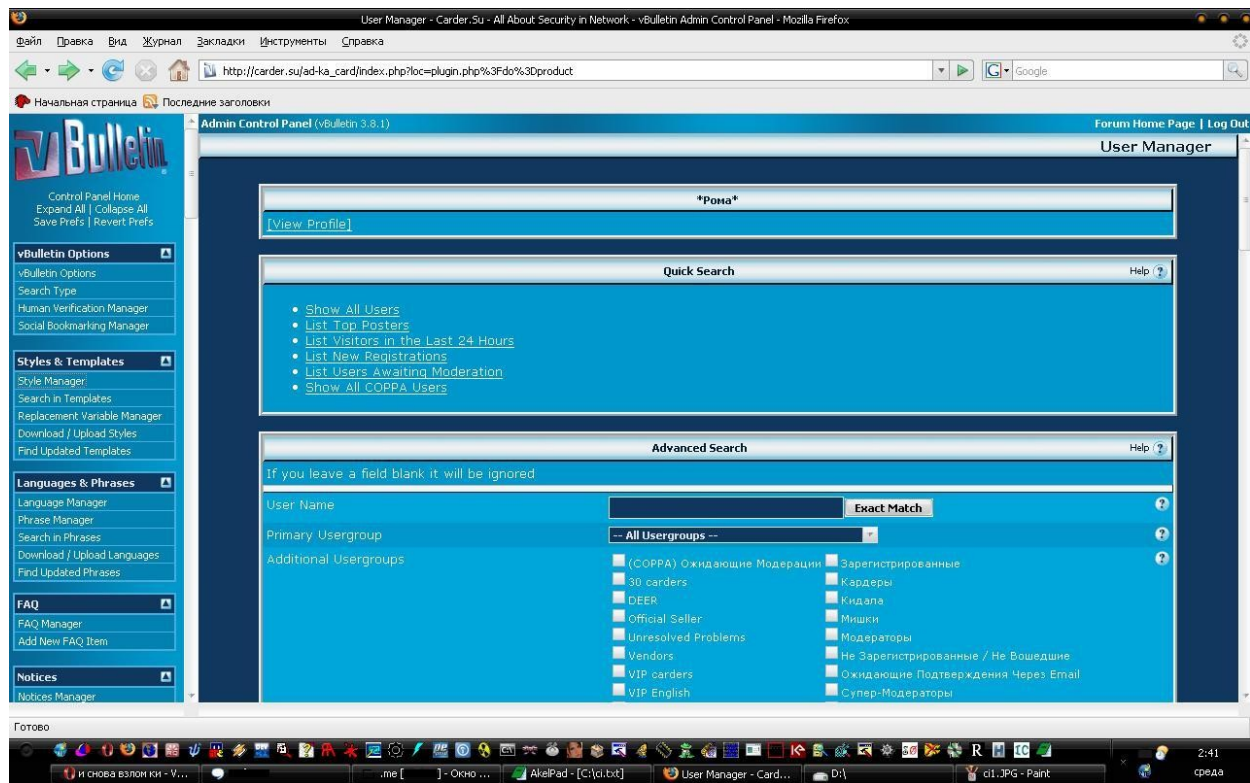 User Manager - Carder.Su - All About Security in Network - vBulletin Admin Control Panel - Mozilla Firefox
Файл Правка Вид Журнал Закладки Инструменты Справка
http://carder.su/ad-ka_card/index.php?loc=plugin.php%3Fdo%3Dproduct
G Google
Начальная страница Последние заголовки
vBulletin
Control Panel Home
Expand All | Collapse All
Save Prefs | Revert Prefs
vBulletin Options
vBulletin Options
Search Type
Human Verification Manager
Social Bookmarking Manager
Styles & Templates
Style Manager
Search in Templates
Replacement Variable Manager
Download / Upload Styles
Find Updated Templates
Languages & Phrases
Language Manager
Phrase Manager
Search in Phrases
Download / Upload Languages
Find Updated Phrases
FAQ
FAQ Manager
Add New FAQ Item
Notices
Notices Manager
Admin Control Panel (vBulletin 3.8.1)
Forum Home Page | Log Out
User Manager
*Рома*
[View Profile]
Quick Search
Help
Show All Users
List Top Posters
List Visitors in the Last 24 Hours
List New Registrations
List Users Awaiting Moderation
Show All COPPA Users
Advanced Search
Help
If you leave a field blank it will be ignored
User Name
Exact Match
Primary Usergroup
-- All Usergroups --
Additional Usergroups
(COPPA) Ожидающие Модерации Зарегистрированные
30 carders Кардеры
DEER Кидала
Official Seller Мишки
Unresolved Problems Модераторы
Vendors Не Зарегистрированные / Не Вошедшие
VIP carders Ожидающие Подтверждения Через Email
VIP English Супер-Модераторы
Готово
и снова взлом ки - V...
.me [ ] - Окно ...
AkelPad - [C:\ci.txt]
User Manager - Card...
D:\
ci1.JPG - Paint
2:41
среда